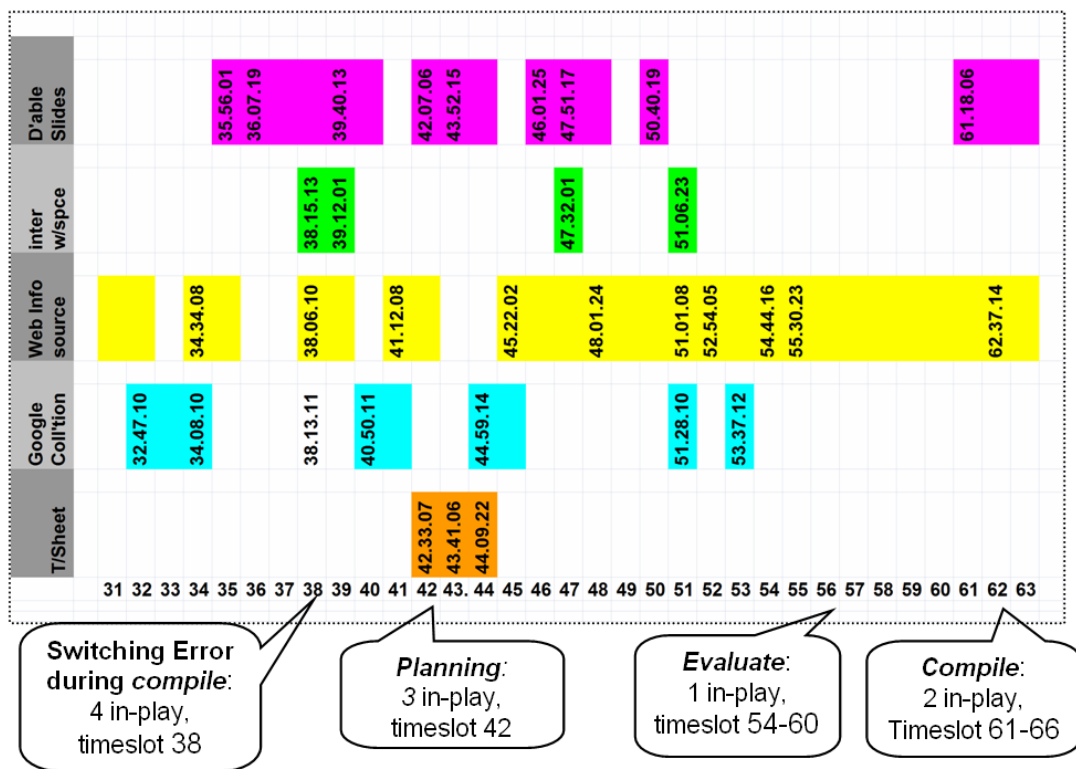 D'able
Slides
35.56.01
36.07.19
39.40.13
42.07.06
43.52.15
46.01.25
47.51.17
50.40.19
61.18.06
inter
w/spce
38.15.13
39.12.01
47.32.01
51.06.23
Web Info
source
34.34.08
38.06.10
41.12.08
45.22.02
48.01.24
51.01.08
52.54.05
54.44.16
55.30.23
62.37.14
Google
Coll'tion
32.47.10
34.08.10
38.13.11
40.50.11
44.59.14
51.28.10
53.37.12
T/Sheet
42.33.07
43.41.06
44.09.22
31 32 33 34 35 36 37 38 39 40 41 42 43. 44 45 46 47 48 49 50 51 52 53 54 55 56 57 58 59 60 61 62 63
Switching Error
during compile:
4 in-play,
timeslot 38
Planning:
3 in-play,
timeslot 42
Evaluate:
1 in-play,
timeslot 54-60
Compile:
2 in-play,
Timeslot 61-66